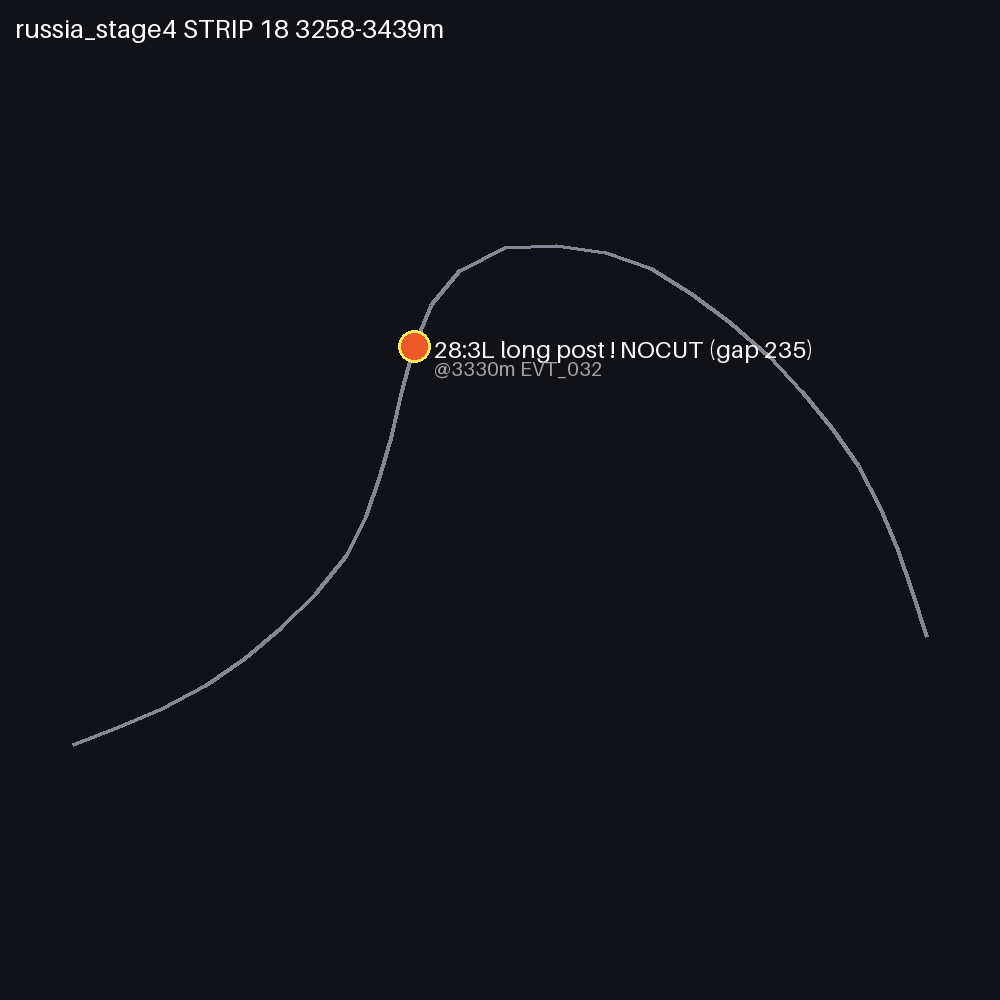 russia_stage4 STRIP 18 3258-3439m
28:3L long post ! NOCUT (gap 235)
@3330m EVT_032